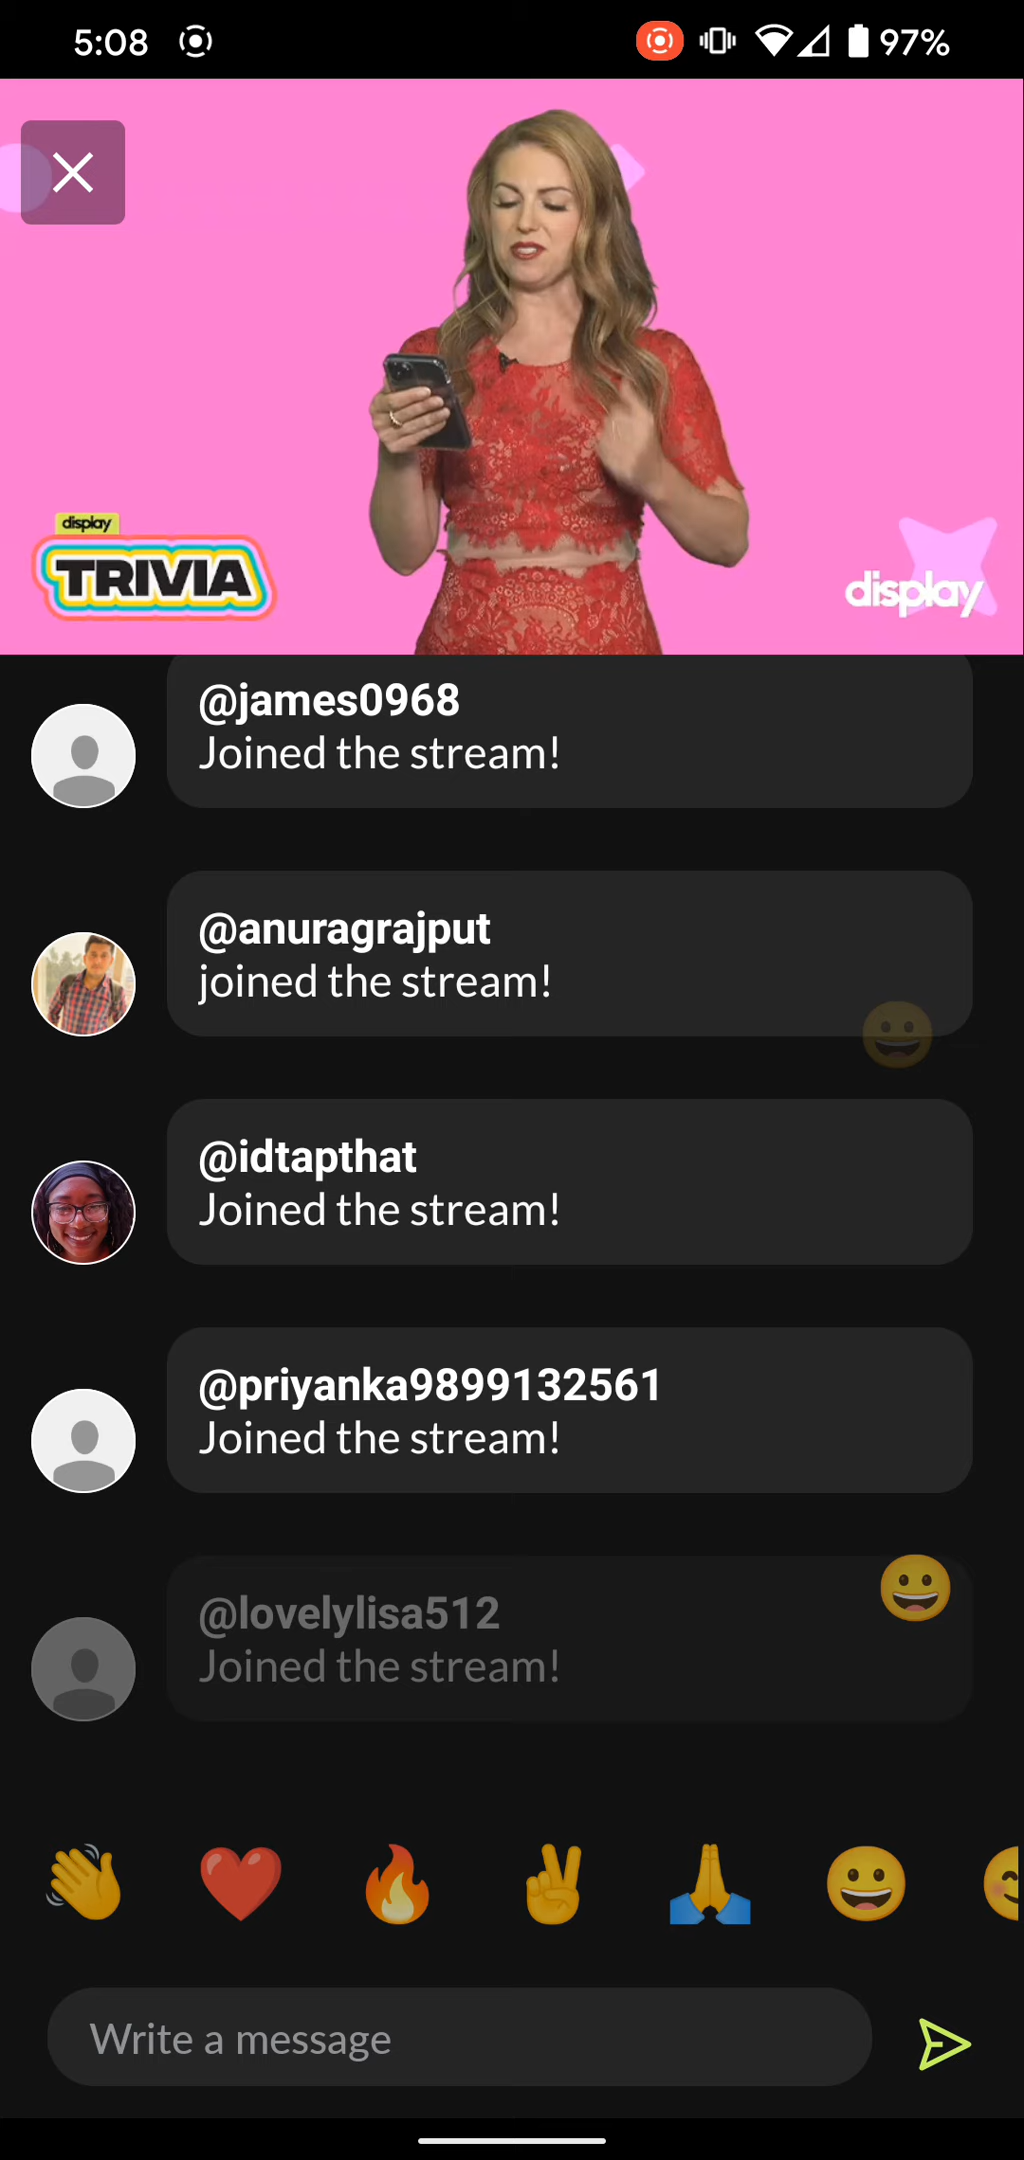 5:08
97%
display
TRIVIA
display
@james0968
Joined the stream!
@anuragrajput
joined the stream!
@idtapthat
Joined the stream!
@priyanka9899132561
Joined the stream!
@lovelylisa512
Joined the stream!
Write a message